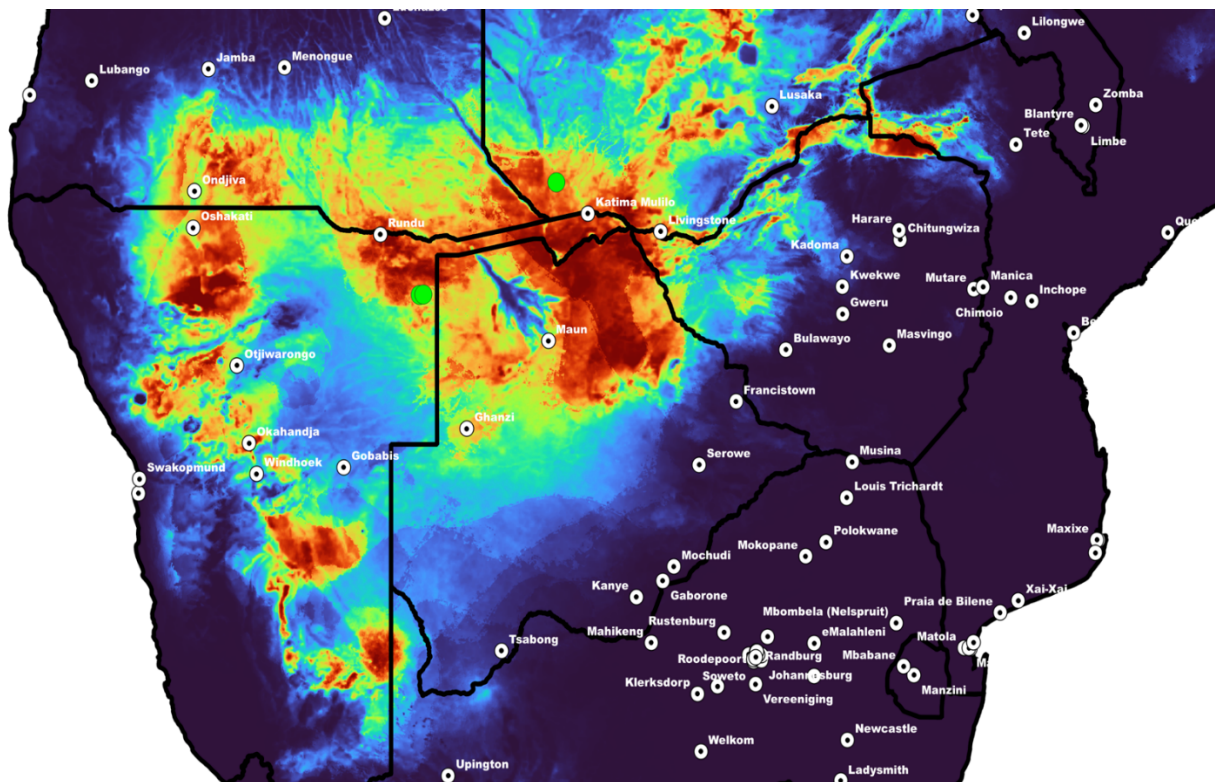 Lilongwe
Jamba
Menongue
Lubango
Lusaka
Zomba
Blantyre
Limbe
Tete
Ondjiva
Katima Mulilo
Oshakati
Rundu
Livingstone
Harare
Chitungwiza
Kadoma
Kwekwe
Mutare
Manica
Inchope
Gweru
Chimoio
Maun
Bulawayo
Masvingo
Otjiwarongo
Francistown
Ghanzi
Okahandja
Musina
Swakopmund
Windhoek
Gobabis
Serowe
Louis Trichardt
Polokwane
Maxixe
Mokopane
Mochudi
Kanye
Gaborone
Xai-Xai
Praia de Bilene
Mbombela (Nelspruit)
Rustenburg
Mahikeng
eMalahleni
Matola
Tsabong
Roodepoort
Randburg
Mbabane
Soweto
Johannesburg
Klerksdorp
Manzini
Vereeniging
Newcastle
Welkom
Upington
Ladysmith